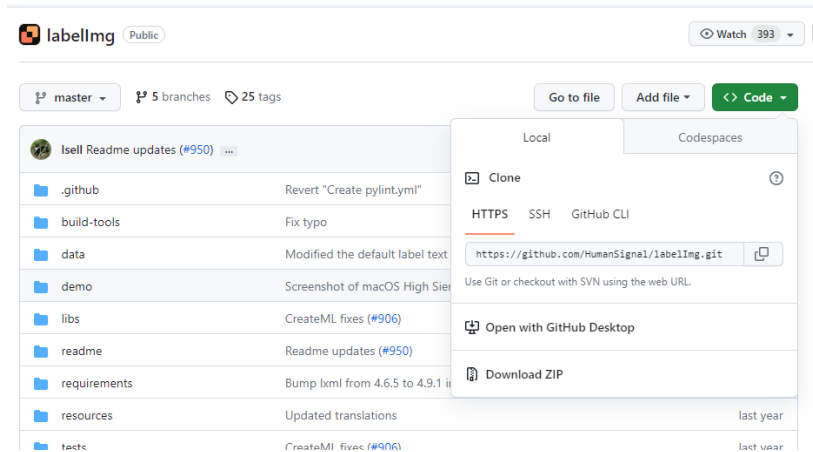 labelImg Public
Watch 393
master 5 branches 25 tags
Go to file Add file <> Code
lsell Readme updates (#950) ...
.github Revert "Create pylint.yml"
build-tools Fix typo
data Modified the default label text
demo Screenshot of macOS High Sier
libs CreateML fixes (#906)
readme Readme updates (#950)
requirements Bump lxml from 4.6.5 to 4.9.1 i
resources Updated translations last year
tests CreateML fixes (#906) last year
Local Codespaces
Clone
HTTPS SSH GitHub CLI
https://github.com/HumanSignal/labelImg.git
Use Git or checkout with SVN using the web URL.
Open with GitHub Desktop
Download ZIP